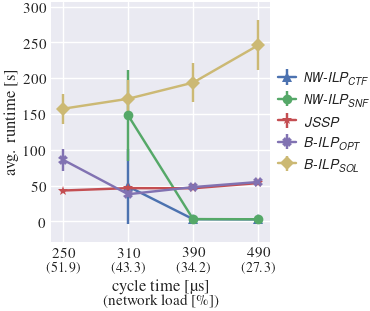 300
250
200
150
100
50
0
avg. runtime [s]
250 310 390 490
(51.9) (43.3) (34.2) (27.3)
cycle time [µs]
(network load [%])
NW-ILP_CTF
NW-ILP_SNF
JSSP
B-ILP_OPT
B-ILP_SOL